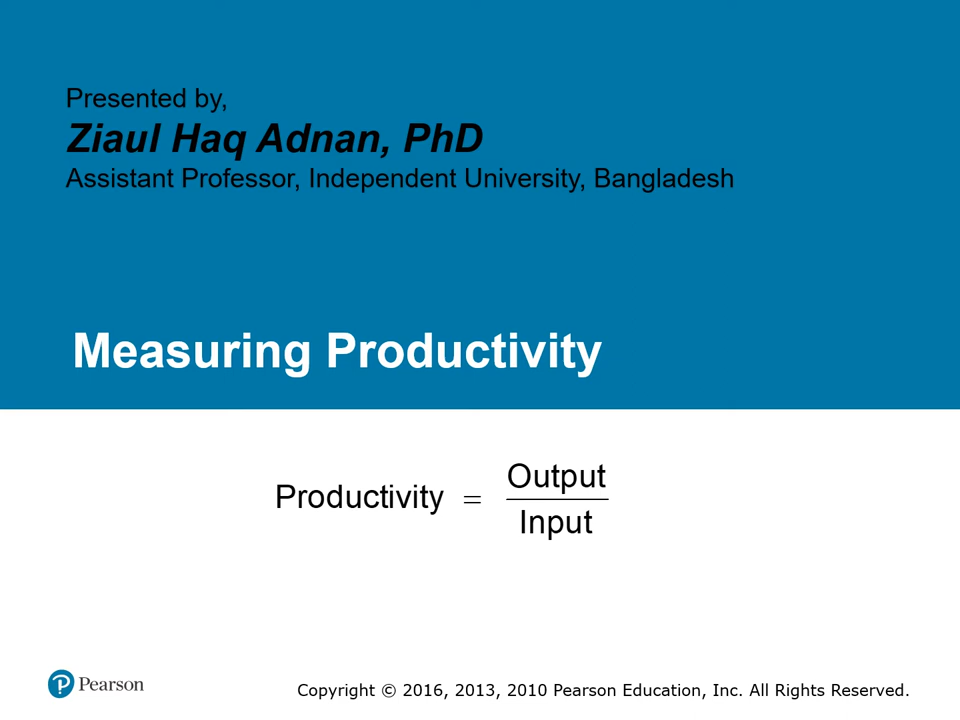 Presented by,
Ziaul Haq Adnan, PhD
Assistant Professor, Independent University, Bangladesh
Measuring Productivity
Productivity = Output
Input
Pearson
Copyright © 2016, 2013, 2010 Pearson Education, Inc. All Rights Reserved.